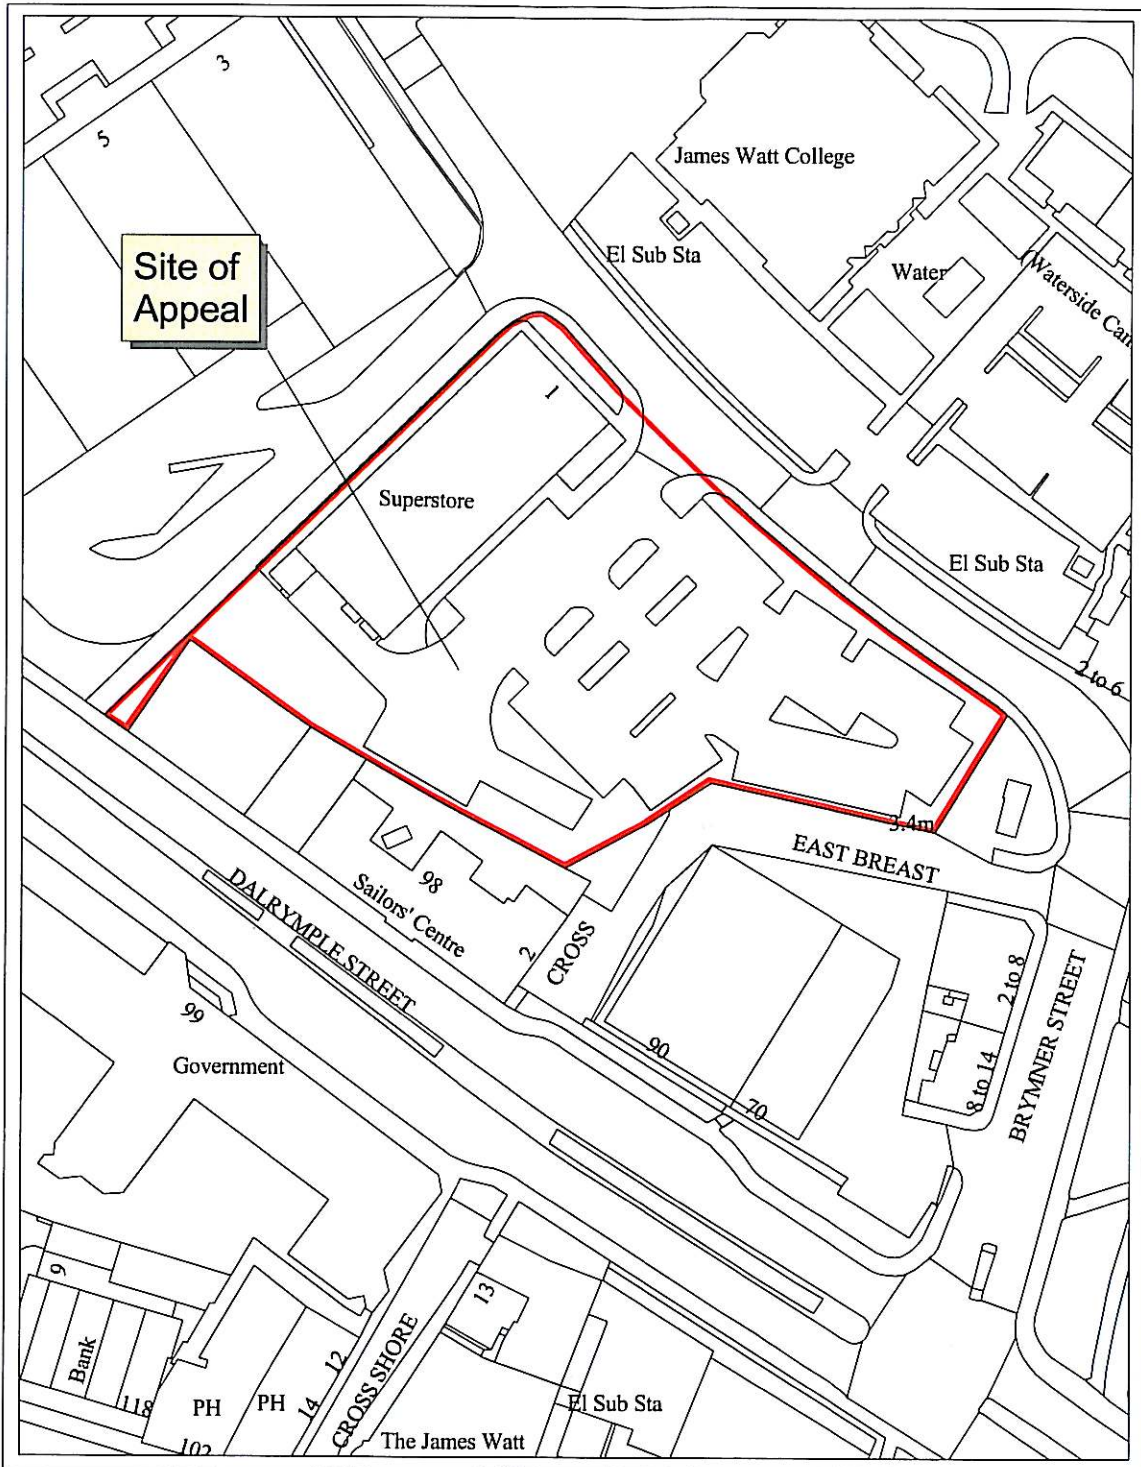 3
5
James Watt College
El Sub Sta
Water
(Waterside Cam
Site of
Appeal
1
Superstore
El Sub Sta
2 to 6
3.4m
EAST BREAST
98
Sailors' Centre
DALRYMPLE STREET
2
CROSS
2 to 8
99
90
Government
70
8 to 14
BRYMNER STREET
9
13
Bank
12
118
PH
PH
14
CROSS SHORE
El Sub Sta
102
The James Watt